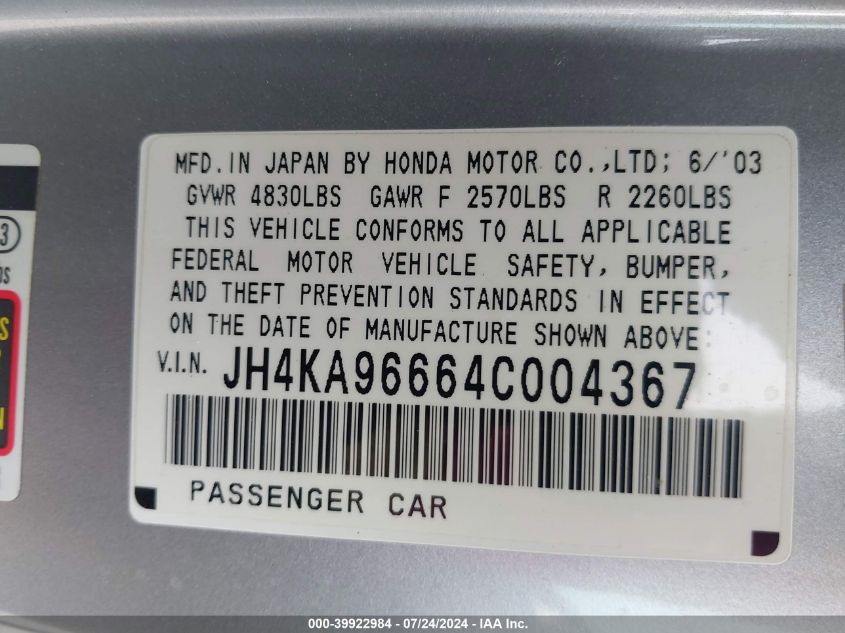 MFD.IN JAPAN BY HONDA MOTOR CO.,LTD; 6/'03
GVWR 4830LBS GAWR F 2570LBS R 2260LBS
THIS VEHICLE CONFORMS TO ALL APPLICABLE
FEDERAL MOTOR VEHICLE SAFETY, BUMPER,
AND THEFT PREVENTION STANDARDS IN EFFECT
ON THE DATE OF MANUFACTURE SHOWN ABOVE:
V.I.N. JH4KA96664C004367
PASSENGER CAR
000-39922984 - 07/24/2024 - IAA Inc.